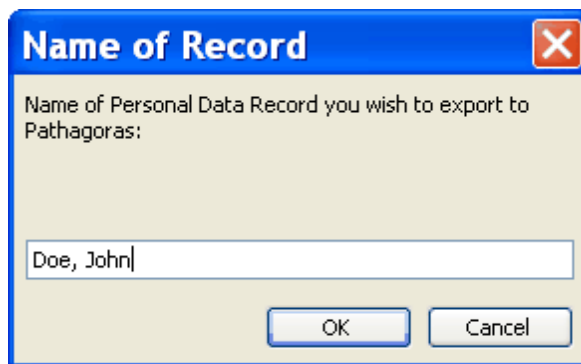 Name of Record
Name of Personal Data Record you wish to export to
Pathagoras:
Doe, John
OK
Cancel